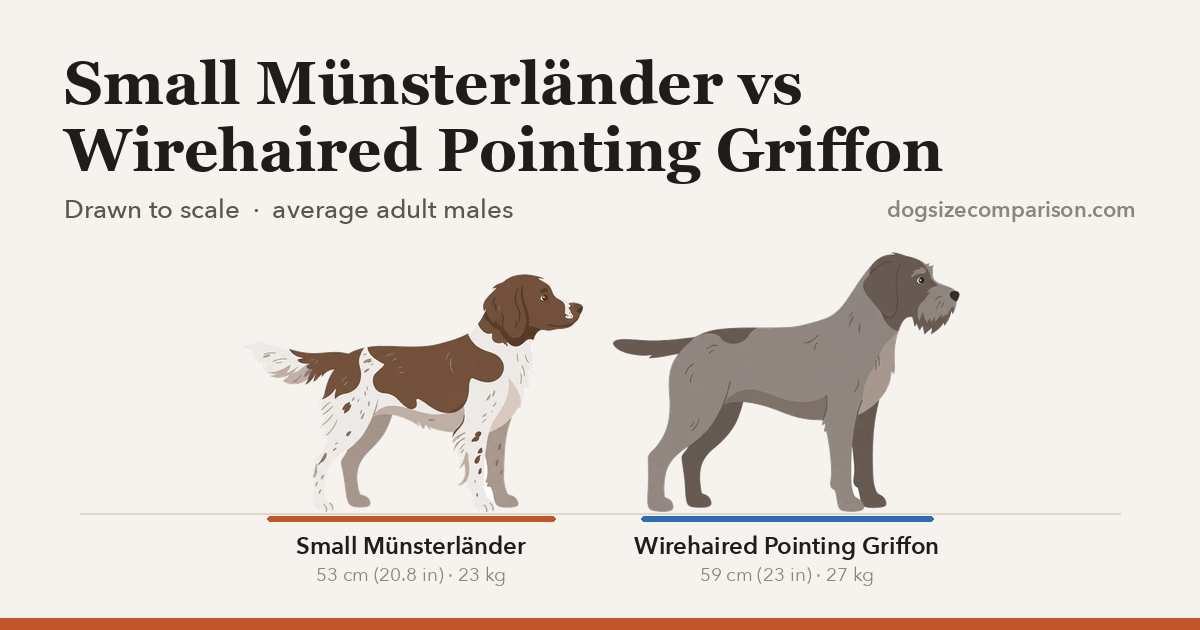 Small Münsterländer vs
Wirehaired Pointing Griffon
Drawn to scale · average adult males
dogsizecomparison.com
Small Münsterländer
53 cm (20.8 in) · 23 kg
Wirehaired Pointing Griffon
59 cm (23 in) · 27 kg